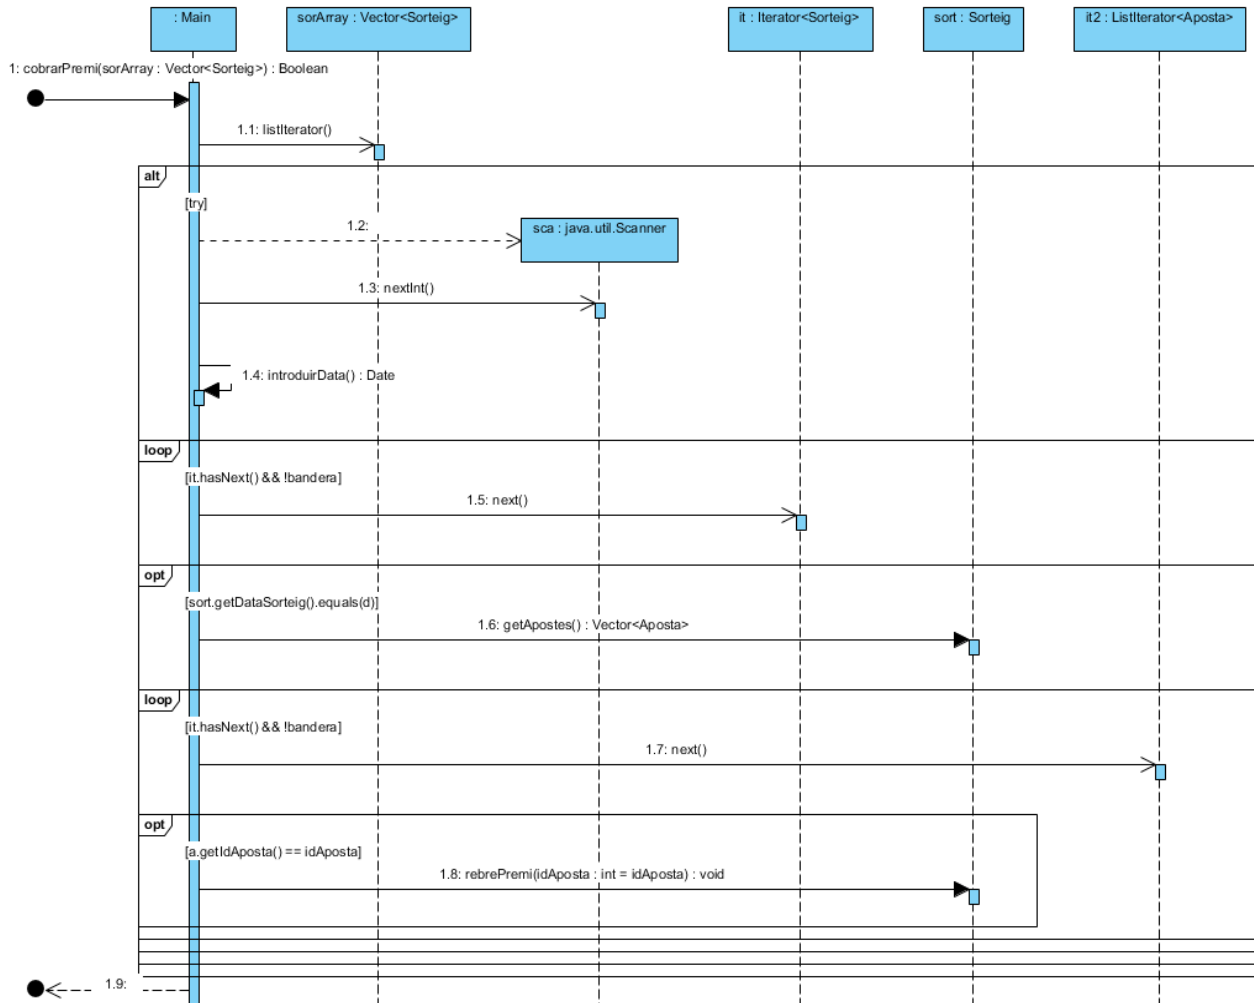 : Main
sorArray : Vector<Sorteig>
it : Iterator<Sorteig>
sort : Sorteig
it2 : ListIterator<Aposta>
1: cobrarPremi(sorArray : Vector<Sorteig>) : Boolean
1.1: listIterator()
alt
[try]
1.2:
sca : java.util.Scanner
1.3: nextInt()
1.4: introduirData() : Date
loop
[it.hasNext() && !bandera]
1.5: next()
opt
[sort.getDataSorteig().equals(d)]
1.6: getApostes() : Vector<Aposta>
loop
[it.hasNext() && !bandera]
1.7: next()
opt
[a.getIdAposta() == idAposta]
1.8: rebrePremi(idAposta : int = idAposta) : void
1.9: